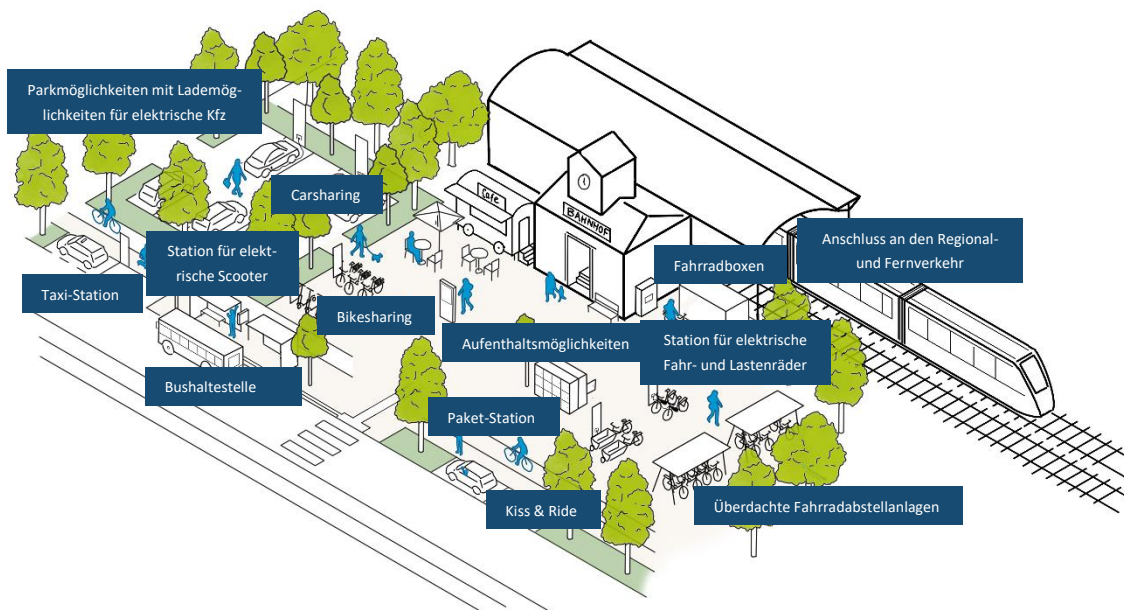 Parkmöglichkeiten mit Lademög-
lichkeiten für elektrische Kfz
Carsharing
Cafe
BAHNHOF
Station für elekt-
rische Scooter
Taxi-Station
Bikesharing
Bushaltestelle
Fahrradboxen
Anschluss an den Regional-
und Fernverkehr
Aufenthaltsmöglichkeiten
Station für elektrische
Fahr- und Lastenräder
Paket-Station
Kiss & Ride
Überdachte Fahrradabstellanlagen